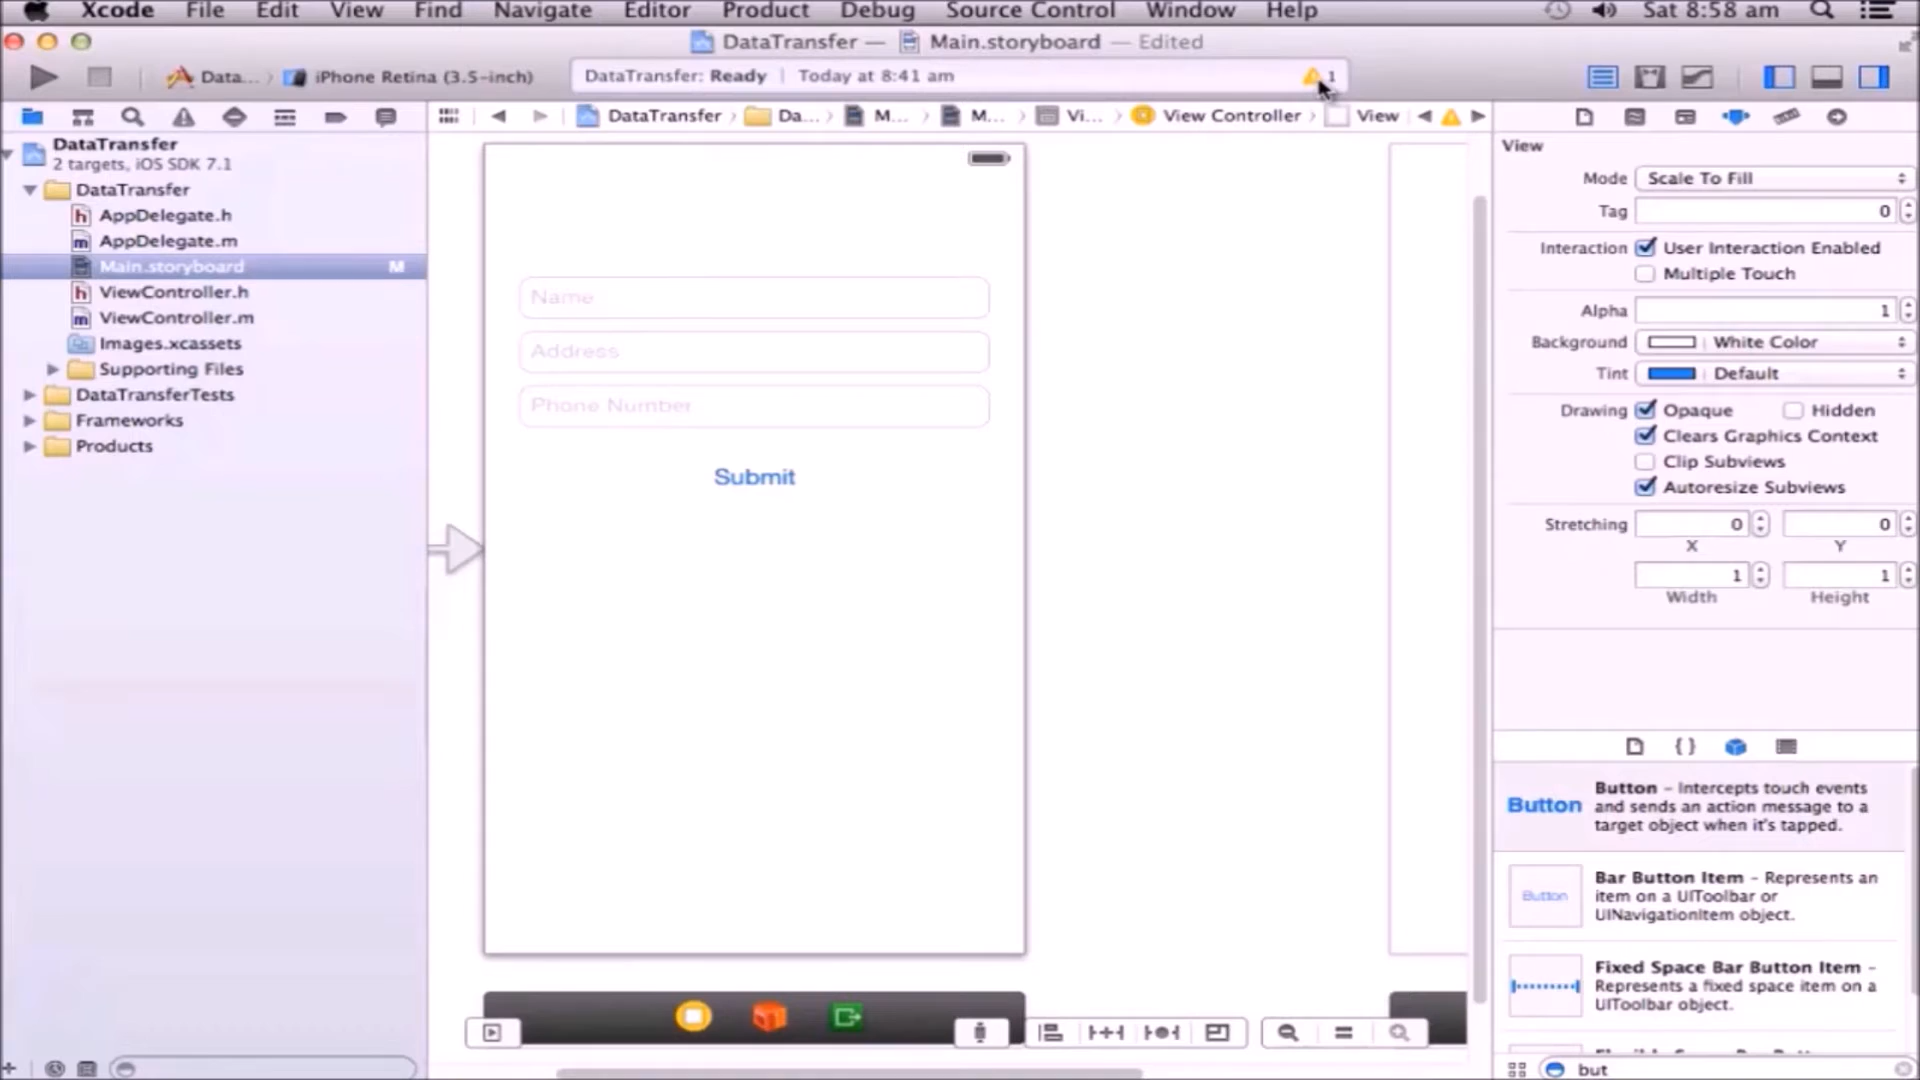 Xcode File Edit View Find Navigate Editor Product Debug Source Control Window Help Sat 8:58 am
DataTransfer — Main.storyboard — Edited
Data... iPhone Retina (3.5-inch) DataTransfer: Ready | Today at 8:41 am 1
DataTransfer Da... M... M... Vi... View Controller View
DataTransfer
2 targets, iOS SDK 7.1
DataTransfer
h AppDelegate.h
m AppDelegate.m
Main.storyboard M
h ViewController.h
m ViewController.m
Images.xcassets
Supporting Files
DataTransferTests
Frameworks
Products
Name
Address
Phone Number
Submit
View
Mode Scale To Fill
Tag 0
Interaction User Interaction Enabled
Multiple Touch
Alpha 1
Background White Color
Tint Default
Drawing Opaque Hidden
Clears Graphics Context
Clip Subviews
Autoresize Subviews
Stretching 0 0
X Y
1 1
Width Height
{ }
Button
Button – Intercepts touch events
and sends an action message to a
target object when it's tapped.
Button
Bar Button Item – Represents an
item on a UIToolbar or
UINavigationItem object.
Fixed Space Bar Button Item –
Represents a fixed space item on a
UIToolbar object.
but